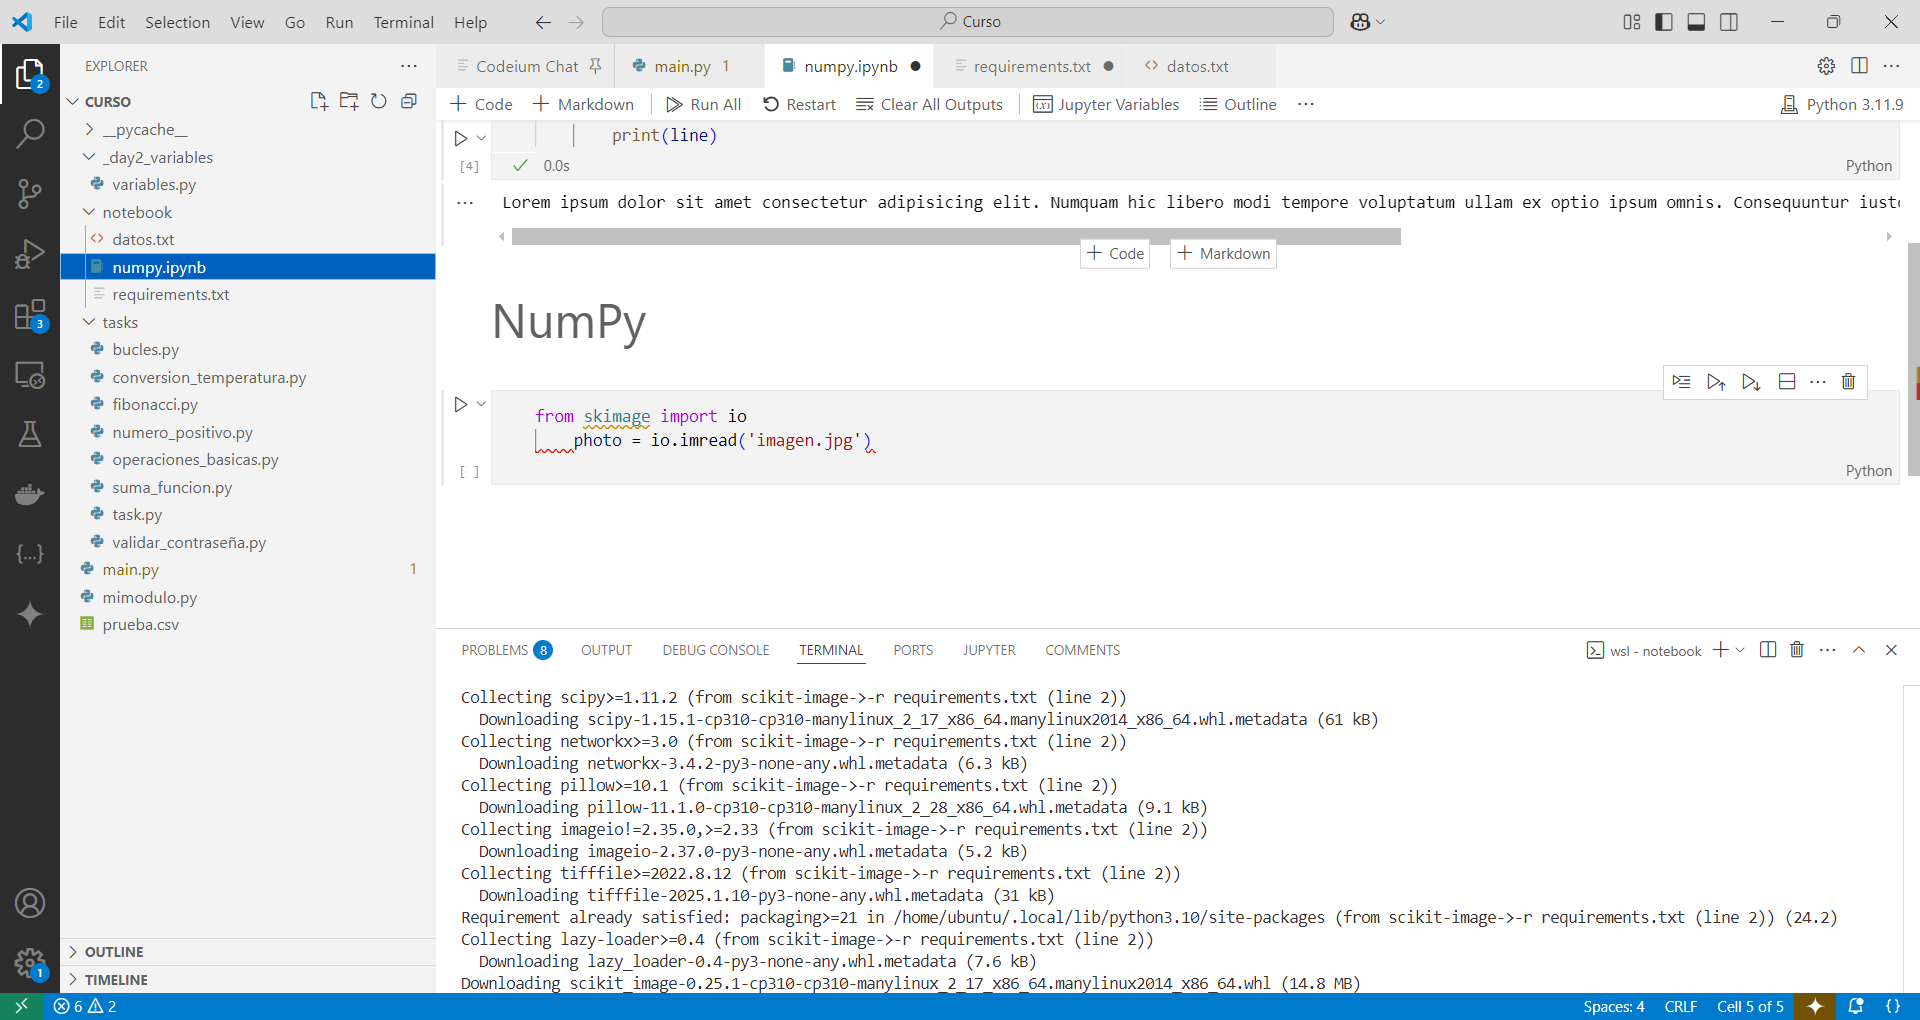 File Edit Selection View Go Run Terminal Help
Curso
EXPLORER
CURSO
__pycache__
_day2_variables
variables.py
notebook
datos.txt
numpy.ipynb
requirements.txt
tasks
bucles.py
conversion_temperatura.py
fibonacci.py
numero_positivo.py
operaciones_basicas.py
suma_funcion.py
task.py
validar_contraseña.py
main.py 1
mimodulo.py
prueba.csv
OUTLINE
TIMELINE
2
3
1
Codeium Chat
main.py 1
numpy.ipynb
requirements.txt
datos.txt
Code Markdown Run All Restart Clear All Outputs Jupyter Variables Outline Python 3.11.9
print(line)
[4] 0.0s Python
Lorem ipsum dolor sit amet consectetur adipisicing elit. Numquam hic libero modi tempore voluptatum ullam ex optio ipsum omnis. Consequuntur iusto
Code Markdown
NumPy
from skimage import io
photo = io.imread('imagen.jpg')
[ ] Python
PROBLEMS 8 OUTPUT DEBUG CONSOLE TERMINAL PORTS JUPYTER COMMENTS wsl - notebook
Collecting scipy>=1.11.2 (from scikit-image->-r requirements.txt (line 2))
Downloading scipy-1.15.1-cp310-cp310-manylinux_2_17_x86_64.manylinux2014_x86_64.whl.metadata (61 kB)
Collecting networkx>=3.0 (from scikit-image->-r requirements.txt (line 2))
Downloading networkx-3.4.2-py3-none-any.whl.metadata (6.3 kB)
Collecting pillow>=10.1 (from scikit-image->-r requirements.txt (line 2))
Downloading pillow-11.1.0-cp310-cp310-manylinux_2_28_x86_64.whl.metadata (9.1 kB)
Collecting imageio!=2.35.0,>=2.33 (from scikit-image->-r requirements.txt (line 2))
Downloading imageio-2.37.0-py3-none-any.whl.metadata (5.2 kB)
Collecting tifffile>=2022.8.12 (from scikit-image->-r requirements.txt (line 2))
Downloading tifffile-2025.1.10-py3-none-any.whl.metadata (31 kB)
Requirement already satisfied: packaging>=21 in /home/ubuntu/.local/lib/python3.10/site-packages (from scikit-image->-r requirements.txt (line 2)) (24.2)
Collecting lazy-loader>=0.4 (from scikit-image->-r requirements.txt (line 2))
Downloading lazy_loader-0.4-py3-none-any.whl.metadata (7.6 kB)
Downloading scikit_image-0.25.1-cp310-cp310-manylinux_2_17_x86_64.manylinux2014_x86_64.whl (14.8 MB)
6 2 Spaces: 4 CRLF Cell 5 of 5